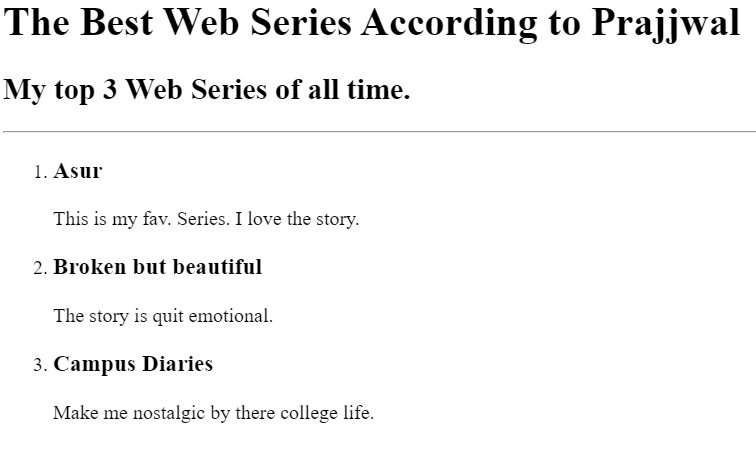 The Best Web Series According to Prajjwal
My top 3 Web Series of all time.
1. Asur
This is my fav. Series. I love the story.
2. Broken but beautiful
The story is quit emotional.
3. Campus Diaries
Make me nostalgic by there college life.